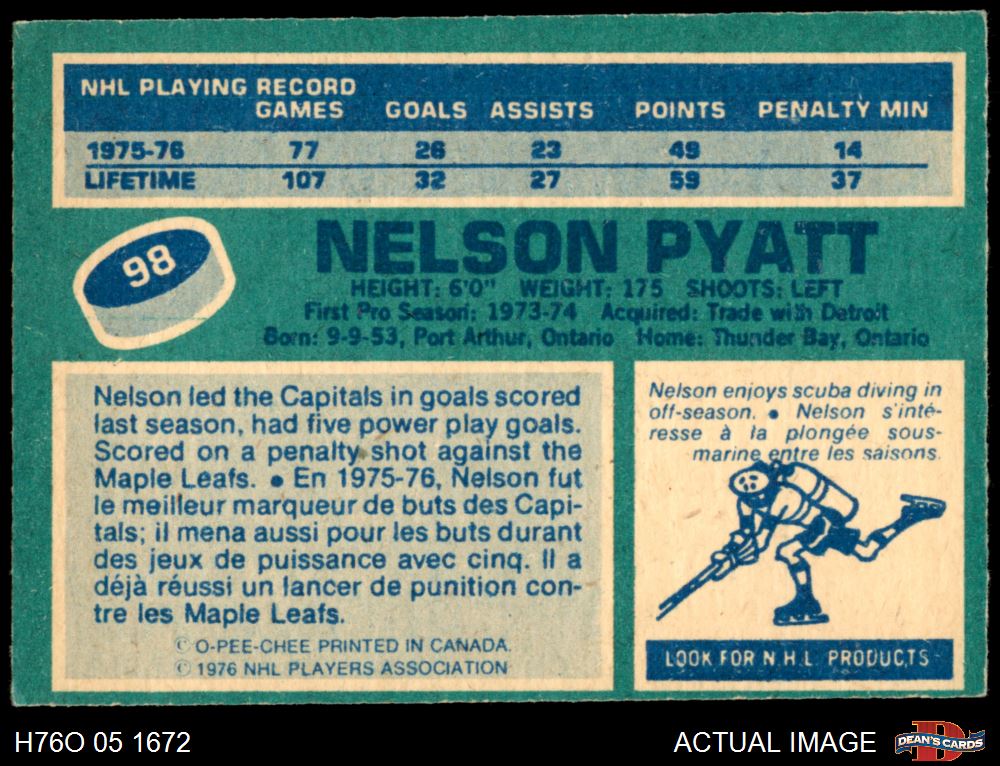 NHL PLAYING RECORD
GAMES GOALS ASSISTS POINTS PENALTY MIN
1975-76 77 26 23 49 14
LIFETIME 107 32 27 59 37
98
NELSON PYATT
HEIGHT: 6'0" WEIGHT: 175 SHOOTS: LEFT
First Pro Season: 1973-74 Acquired: Trade with Detroit
Born: 9-9-53, Port Arthur, Ontario Home: Thunder Bay, Ontario
Nelson led the Capitals in goals scored
last season, had five power play goals.
Scored on a penalty shot against the
Maple Leafs. • En 1975-76, Nelson fut
le meilleur marqueur de buts des Capi-
tals; il mena aussi pour les buts durant
des jeux de puissance avec cinq. Il a
déjà réussi un lancer de punition con-
tre les Maple Leafs.
© O-PEE-CHEE PRINTED IN CANADA.
© 1976 NHL PLAYERS ASSOCIATION
Nelson enjoys scuba diving in
off-season. • Nelson s'inté-
resse à la plongée sous-
marine entre les saisons.
LOOK FOR N.H.L. PRODUCTS
H76O 05 1672
ACTUAL IMAGE
DEAN'S CARDS